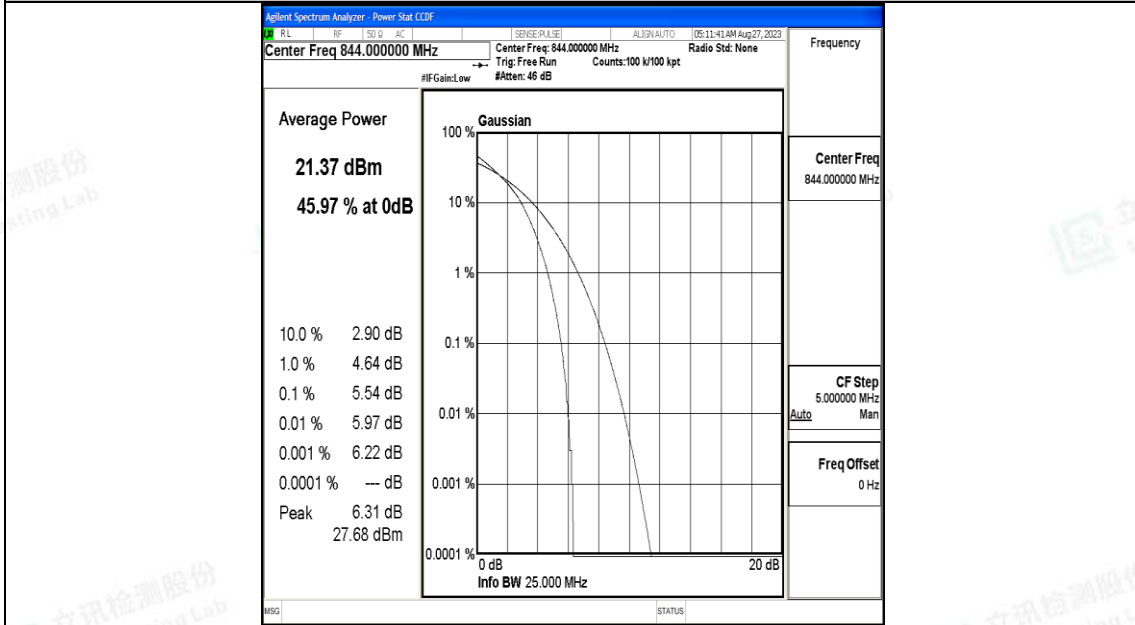 Agilent Spectrum Analyzer - Power Stat CCDF
RL RF 50 Ω AC SENSE:PULSE ALIGN AUTO 05:11:41 AM Aug 27, 2023
Center Freq 844.000000 MHz
Center Freq: 844.000000 MHz Radio Std: None
Trig: Free Run Counts:100 k/100 kpt
#IFGain:Low #Atten: 46 dB
Frequency
Average Power
21.37 dBm
45.97 % at 0dB
10.0 % 2.90 dB
1.0 % 4.64 dB
0.1 % 5.54 dB
0.01 % 5.97 dB
0.001 % 6.22 dB
0.0001 % --- dB
Peak 6.31 dB
27.68 dBm
Gaussian
100 %
10 %
1 %
0.1 %
0.01 %
0.001 %
0.0001 %
0 dB 20 dB
Info BW 25.000 MHz
Center Freq
844.000000 MHz
CF Step
5.000000 MHz
Auto Man
Freq Offset
0 Hz
MSG STATUS
立讯检测股份